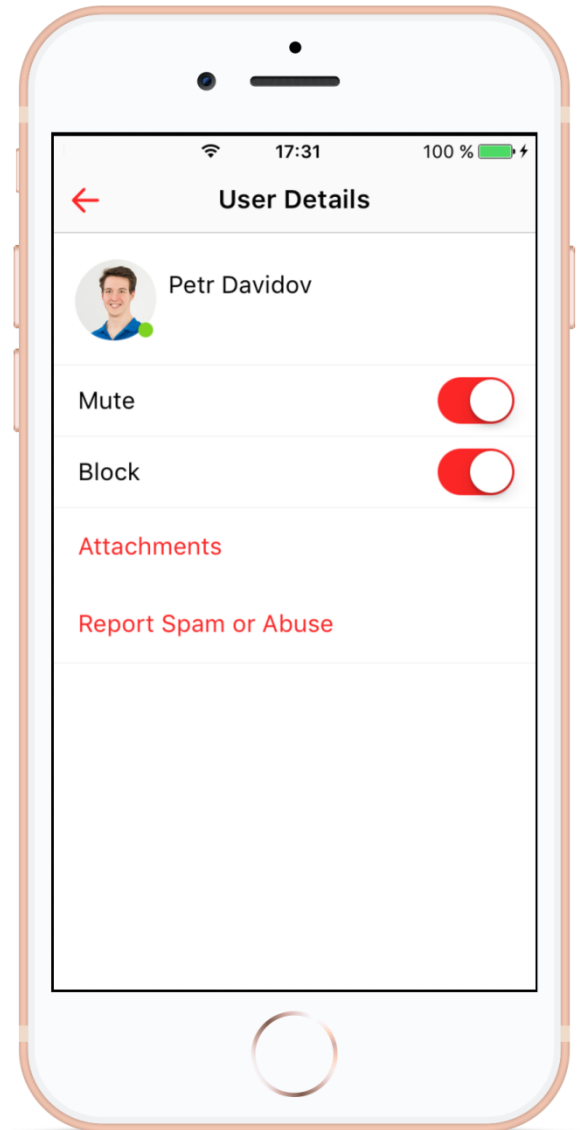 17:31 100 %
User Details
Petr Davidov
Mute
Block
Attachments
Report Spam or Abuse